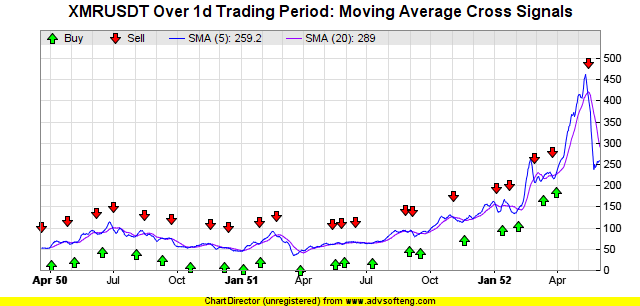 XMRUSDT Over 1d Trading Period: Moving Average Cross Signals
Buy Sell SMA (5): 259.2 SMA (20): 289
500
450
400
350
300
250
200
150
100
50
0
Apr 50 Jul Oct Jan 51 Apr Jul Oct Jan 52 Apr
ChartDirector (unregistered) from www.advsofteng.com